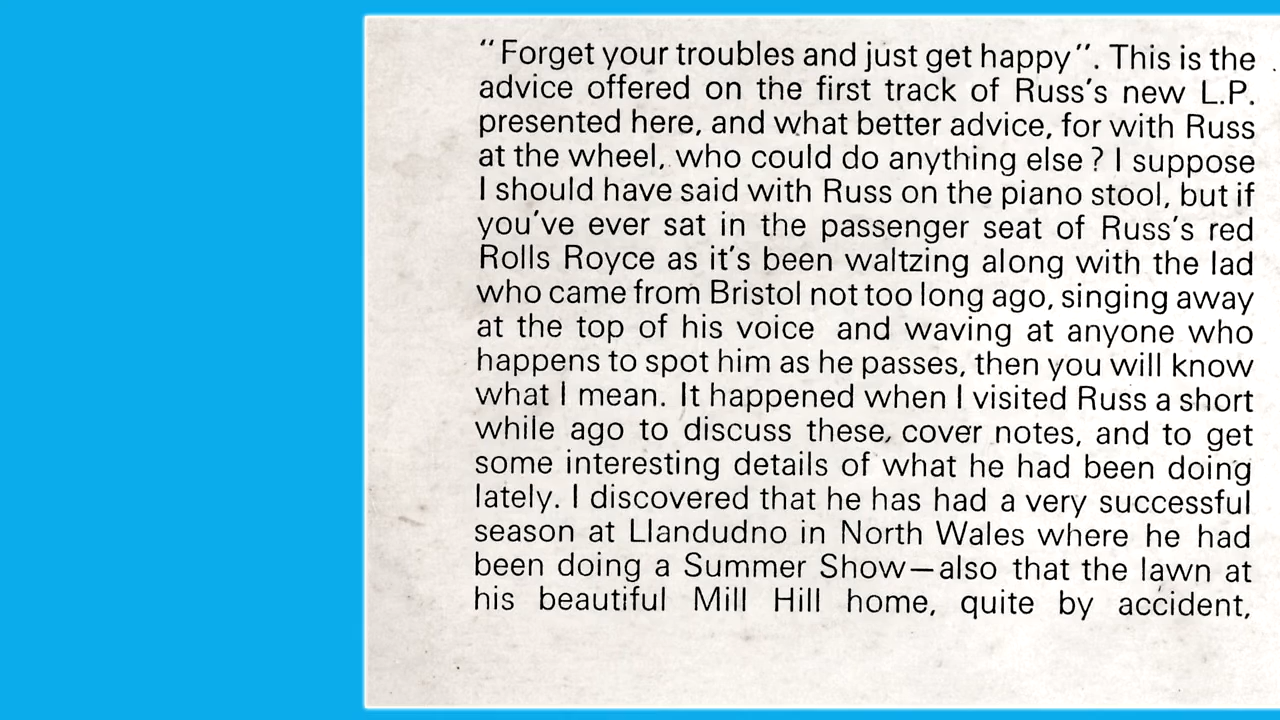 “Forget your troubles and just get happy”. This is the
advice offered on the first track of Russ’s new L.P.
presented here, and what better advice, for with Russ
at the wheel, who could do anything else? I suppose
I should have said with Russ on the piano stool, but if
you’ve ever sat in the passenger seat of Russ’s red
Rolls Royce as it’s been waltzing along with the lad
who came from Bristol not too long ago, singing away
at the top of his voice and waving at anyone who
happens to spot him as he passes, then you will know
what I mean. It happened when I visited Russ a short
while ago to discuss these, cover notes, and to get
some interesting details of what he had been doing
lately. I discovered that he has had a very successful
season at Llandudno in North Wales where he had
been doing a Summer Show—also that the lawn at
his beautiful Mill Hill home, quite by accident,